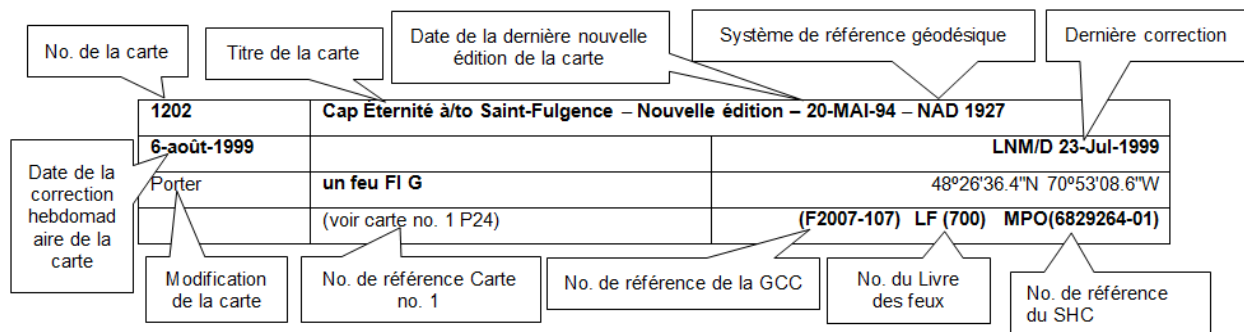 No. de la carte
Titre de la carte
Date de la dernière nouvelle
édition de la carte
Système de référence géodésique
Dernière correction
1202
Cap Éternité à/to Saint-Fulgence – Nouvelle édition – 20-MAI-94 – NAD 1927
6-août-1999
LNM/D 23-Jul-1999
Porter
un feu Fl G
48º26'36.4"N 70º53'08.6"W
(voir carte no. 1 P24)
(F2007-107) LF (700) MPO(6829264-01)
Date de la
correction
hebdomad
aire de la
carte
Modification
de la carte
No. de référence Carte
no. 1
No. de référence de la GCC
No. du Livre
des feux
No. de référence
du SHC